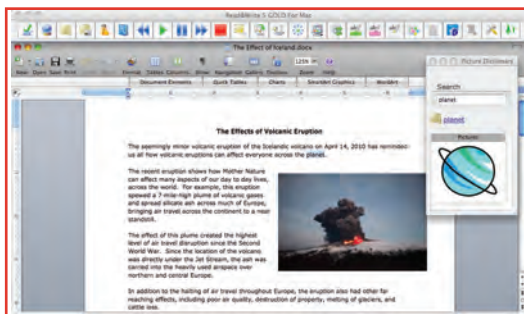 Read&Write 5 GOLD For Mac
The Effect of Iceland.docx
Picture Dictionary
New Open Save Print
Format Tables Columns Show Navigation Gallery Toolbox Zoom Help
125%
Document Elements Quick Tables Charts SmartArt Graphics WordArt
Search
planet
planet
Pictures
The Effects of Volcanic Eruption
The seemingly minor volcanic eruption of the Icelandic volcano on April 14, 2010 has reminded
us all how volcanic eruptions can affect everyone across the planet.
The recent eruption shows how Mother Nature
can affect many aspects of our day to day lives,
across the world. For example, this eruption
spewed a 7-mile-high plume of volcanic gases
and spread silicate ash across much of Europe,
bringing air travel across the continent to a near
standstill.
The effect of this plume created the highest
level of air travel disruption since the Second
World War. Since the location of the volcano
was directly under the Jet Stream, the ash was
carried into the heavily used airspace over
northern and central Europe.
In addition to the halting of air travel throughout Europe, the eruption also had other far
reaching effects, including poor air quality, destruction of property, melting of glaciers, and
cattle loss.